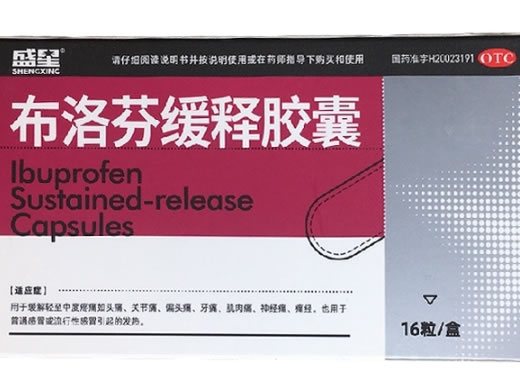 盛星
SHENGXING
请仔细阅读说明书并按说明使用或在药师指导下购买和使用
国药准字H20023191
OTC
布洛芬缓释胶囊
Ibuprofen
Sustained-release
Capsules
【适应症】
用于缓解轻至中度疼痛如头痛、关节痛、偏头痛、牙痛、肌肉痛、神经痛、痛经。也用于
普通感冒或流行性感冒引起的发热。
16粒/盒